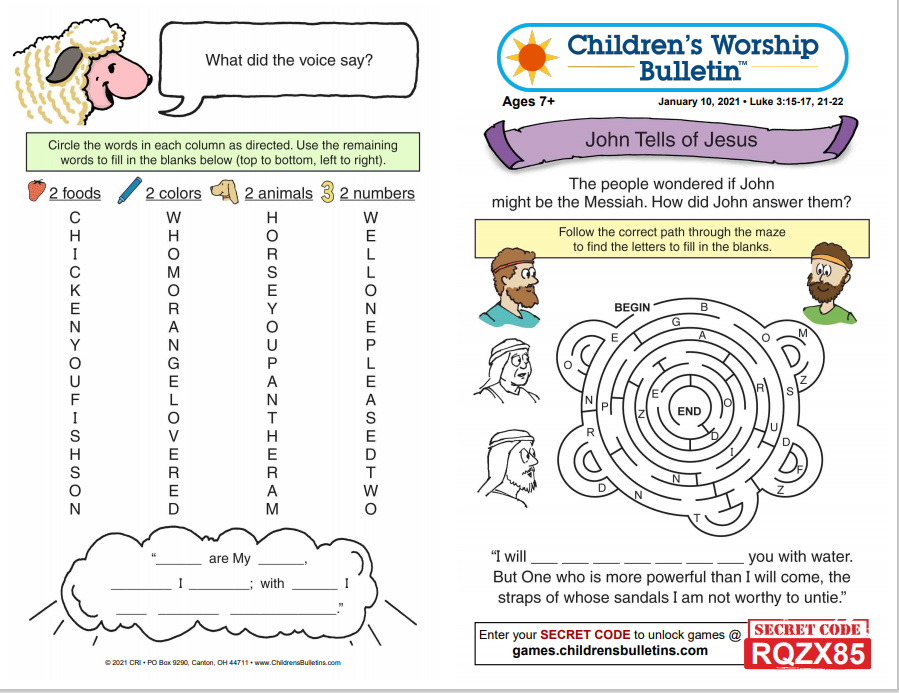 What did the voice say?
Circle the words in each column as directed. Use the remaining
words to fill in the blanks below (top to bottom, left to right).
2 foods 2 colors 3 2 animals 2 numbers
C W H W
H H O E
I O R L
C M S L
K O E O
E R Y N
N A O E
Y N U P
O G P L
U E A E
F L N A
I O T S
S V H E
H E E D
S R R T
O E A W
N D M O
“______ are My ______,
________ I ________; with ______ I
____ ________ ______________.”
© 2021 CRI • PO Box 9290, Canton, OH 44711 • www.ChildrensBulletins.com
Children’s Worship
Bulletin™
Ages 7+
January 10, 2021 • Luke 3:15-17, 21-22
John Tells of Jesus
The people wondered if John
might be the Messiah. How did John answer them?
Follow the correct path through the maze
to find the letters to fill in the blanks.
BEGIN
B
G
E
A
O
M
O
Z
R
S
E
N
P
O
Z
END
U
R
D
D
I
F
N
D
N
Z
T
“I will ___ ___ ___ ___ ___ ___ ___ you with water.
But One who is more powerful than I will come, the
straps of whose sandals I am not worthy to untie.”
Enter your SECRET CODE to unlock games @
games.childrensbulletins.com
SECRET CODE
RQZX85